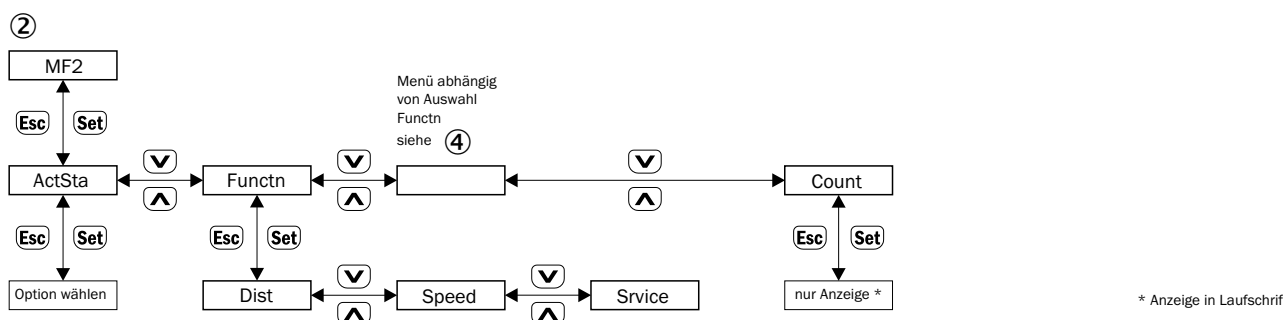 ②
MF2
Menü abhängig
von Auswahl
Functn
siehe ④
Esc Set
ActSta
Functn
Count
Esc Set
Esc Set
Esc Set
Option wählen
Dist
Speed
Srvice
nur Anzeige *
* Anzeige in Laufschrif